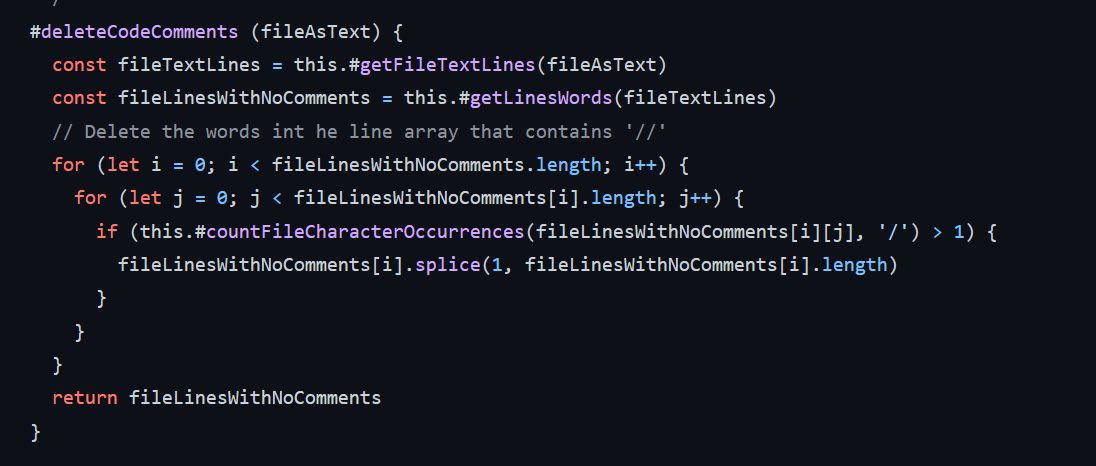 #deleteCodeComments (fileAsText) {
const fileTextLines = this.#getFileTextLines(fileAsText)
const fileLinesWithNoComments = this.#getLinesWords(fileTextLines)
// Delete the words int he line array that contains '//'
for (let i = 0; i < fileLinesWithNoComments.length; i++) {
for (let j = 0; j < fileLinesWithNoComments[i].length; j++) {
if (this.#countFileCharacterOccurrences(fileLinesWithNoComments[i][j], '/') > 1) {
fileLinesWithNoComments[i].splice(1, fileLinesWithNoComments[i].length)
}
}
}
return fileLinesWithNoComments
}